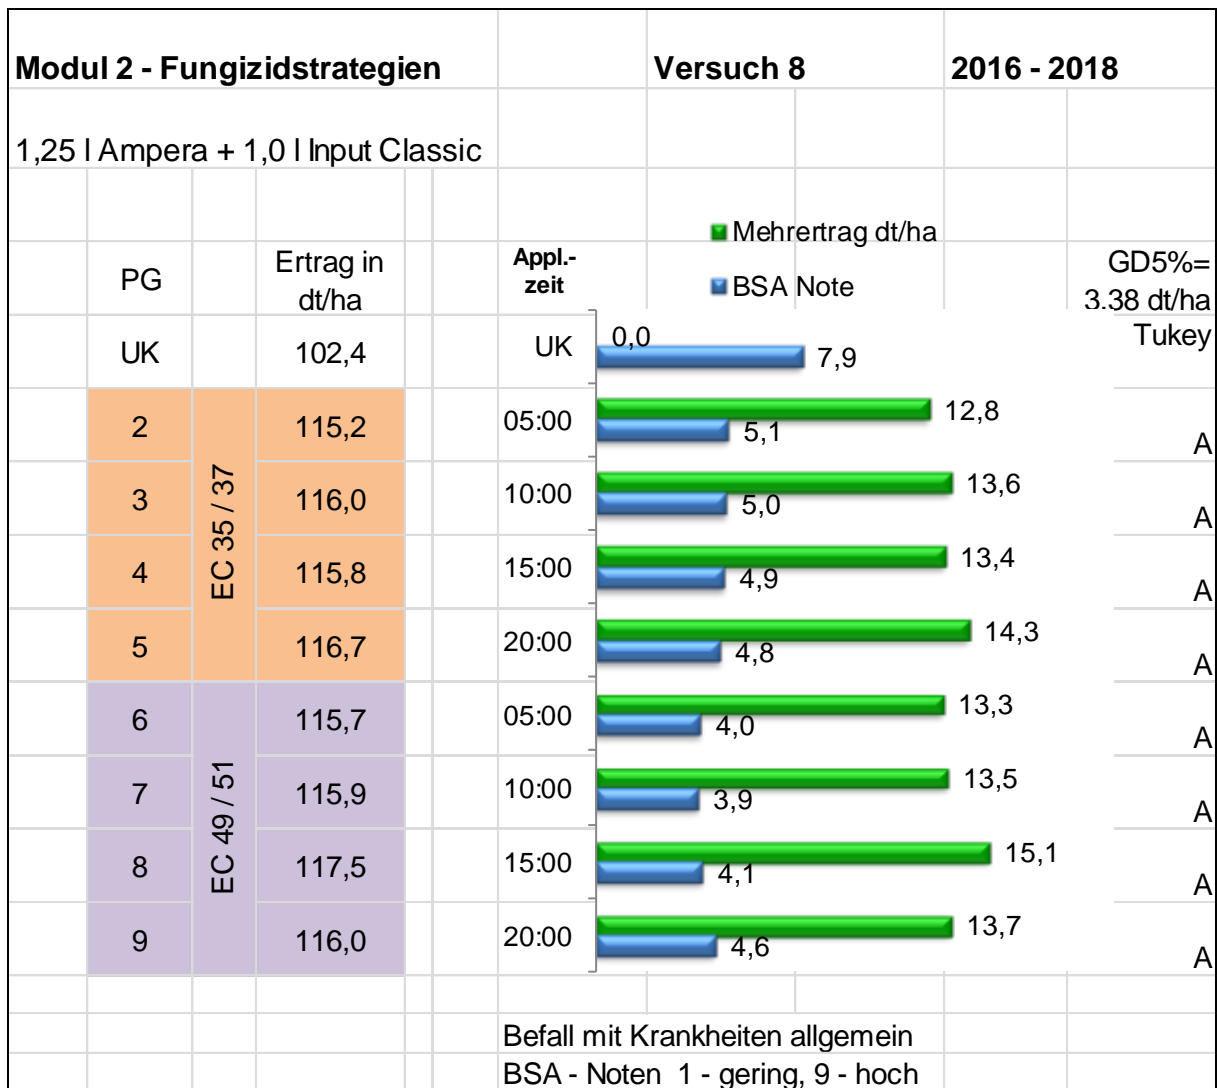 Modul 2 - Fungizidstrategien Versuch 8 2016 - 2018
1,25 l Ampera + 1,0 l Input Classic
Mehrertrag dt/ha
BSA Note
PG
Ertrag in
dt/ha
Appl.-
zeit
GD5%=
3,38 dt/ha
Tukey
UK 102,4 UK 0,0 7,9
EC 35 / 37
2 115,2 05:00 12,8 5,1 A
3 116,0 10:00 13,6 5,0 A
4 115,8 15:00 13,4 4,9 A
5 116,7 20:00 14,3 4,8 A
EC 49 / 51
6 115,7 05:00 13,3 4,0 A
7 115,9 10:00 13,5 3,9 A
8 117,5 15:00 15,1 4,1 A
9 116,0 20:00 13,7 4,6 A
Befall mit Krankheiten allgemein
BSA - Noten 1 - gering, 9 - hoch